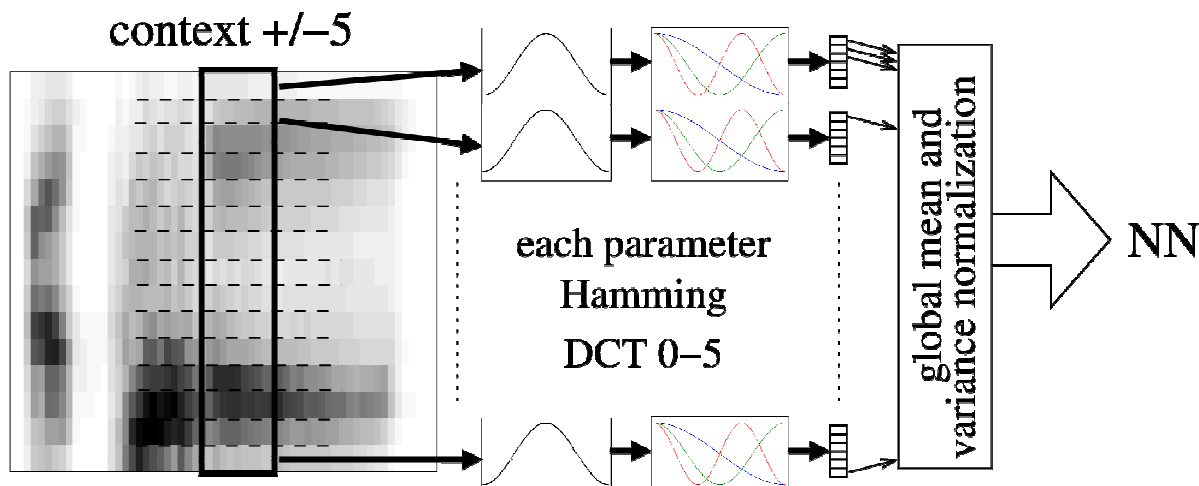 context +/−5
each parameter
Hamming
DCT 0−5
global mean and
variance normalization
NN